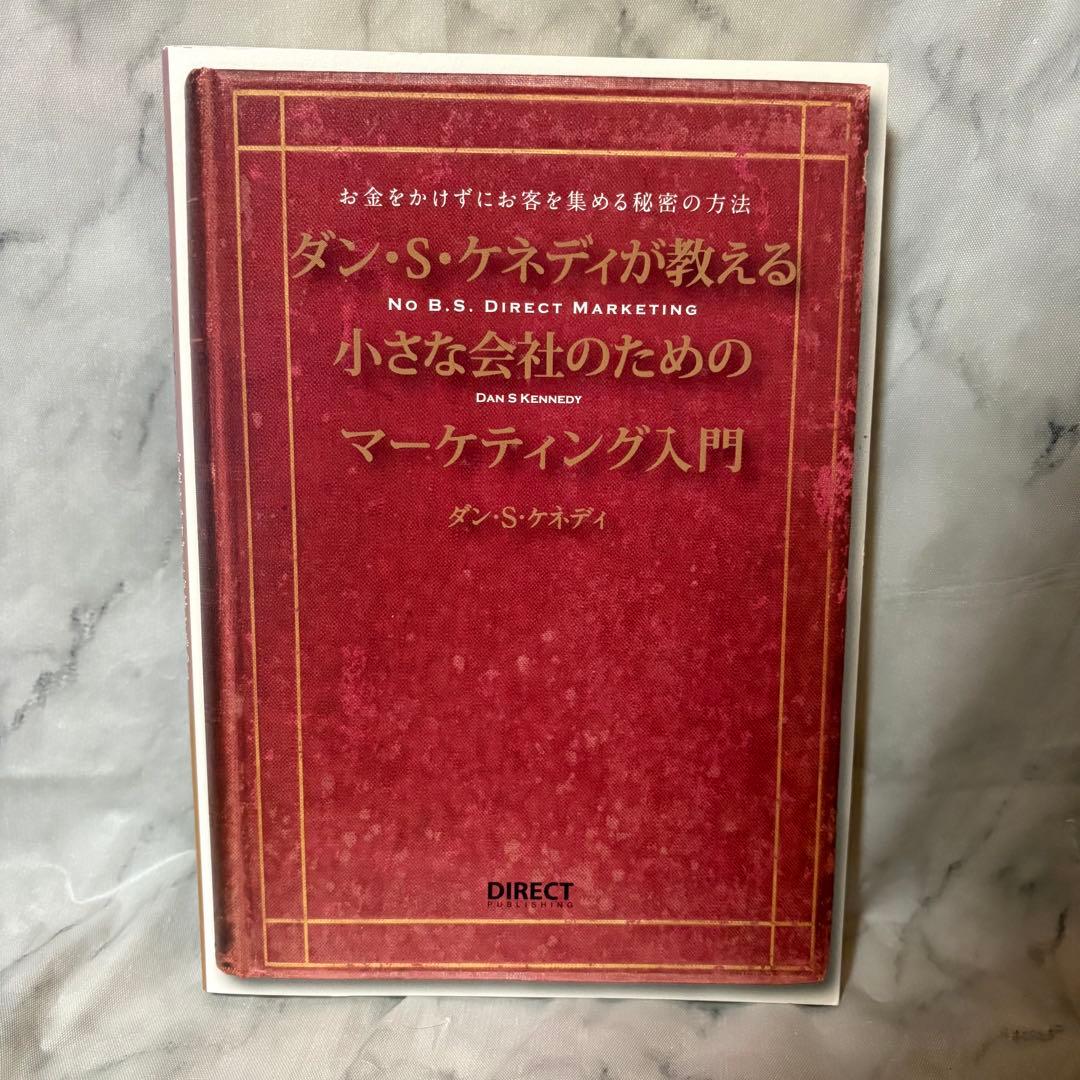 お金をかけずにお客を集める秘密の方法
ダン・S・ケネディが教える
NO B.S. DIRECT MARKETING
小さな会社のための
DAN S KENNEDY
マーケティング入門
ダン・S・ケネディ
DIRECT
PUBLISHING